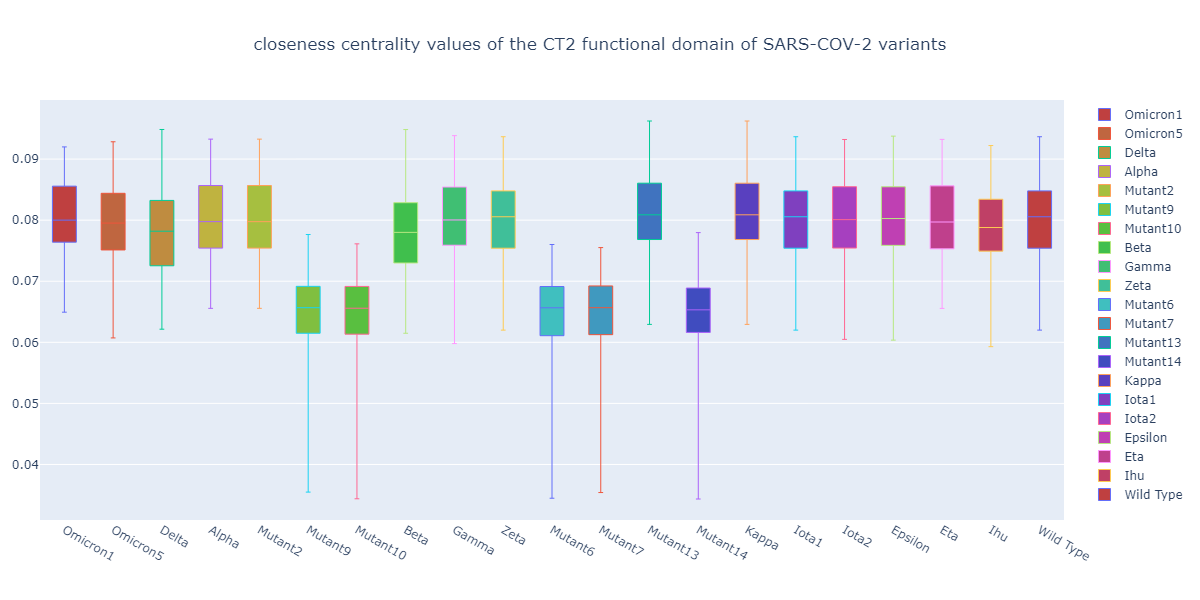 closeness centrality values of the CT2 functional domain of SARS-COV-2 variants
0.09
0.08
0.07
0.06
0.05
0.04
Omicron1
Omicron5
Delta
Alpha
Mutant2
Mutant9
Mutant10
Beta
Gamma
Zeta
Mutant6
Mutant7
Mutant13
Mutant14
Kappa
Iota1
Iota2
Epsilon
Eta
Ihu
Wild Type
Omicron1
Omicron5
Delta
Alpha
Mutant2
Mutant9
Mutant10
Beta
Gamma
Zeta
Mutant6
Mutant7
Mutant13
Mutant14
Kappa
Iota1
Iota2
Epsilon
Eta
Ihu
Wild Type